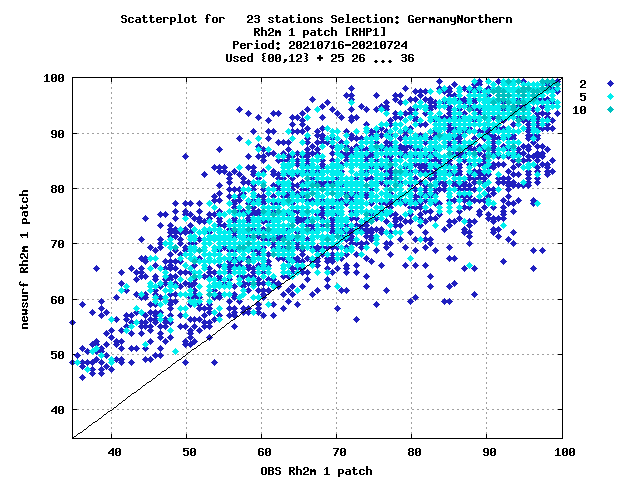 Scatterplot for   23 stations Selection: GermanyNorthern
Rh2m 1 patch [RHP1]
Period: 20210716-20210724
Used {00,12} + 25 26 ... 36
2
5
10
100
90
80
70
60
50
40
newsurf Rh2m 1 patch
40 50 60 70 80 90 100
OBS Rh2m 1 patch